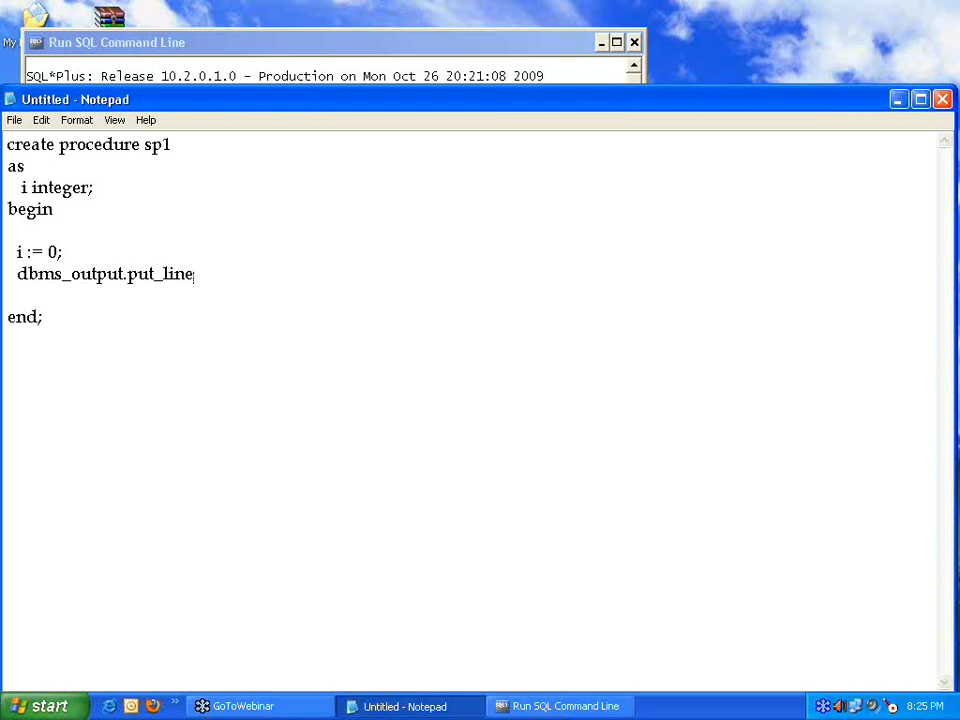 My
Run SQL Command Line
SQL*Plus: Release 10.2.0.1.0 - Production on Mon Oct 26 20:21:08 2009
Untitled - Notepad
File Edit Format View Help
create procedure sp1
as
i integer;
begin
i := 0;
dbms_output.put_line
end;
start
GoToWebinar
Untitled - Notepad
Run SQL Command Line
8:25 PM